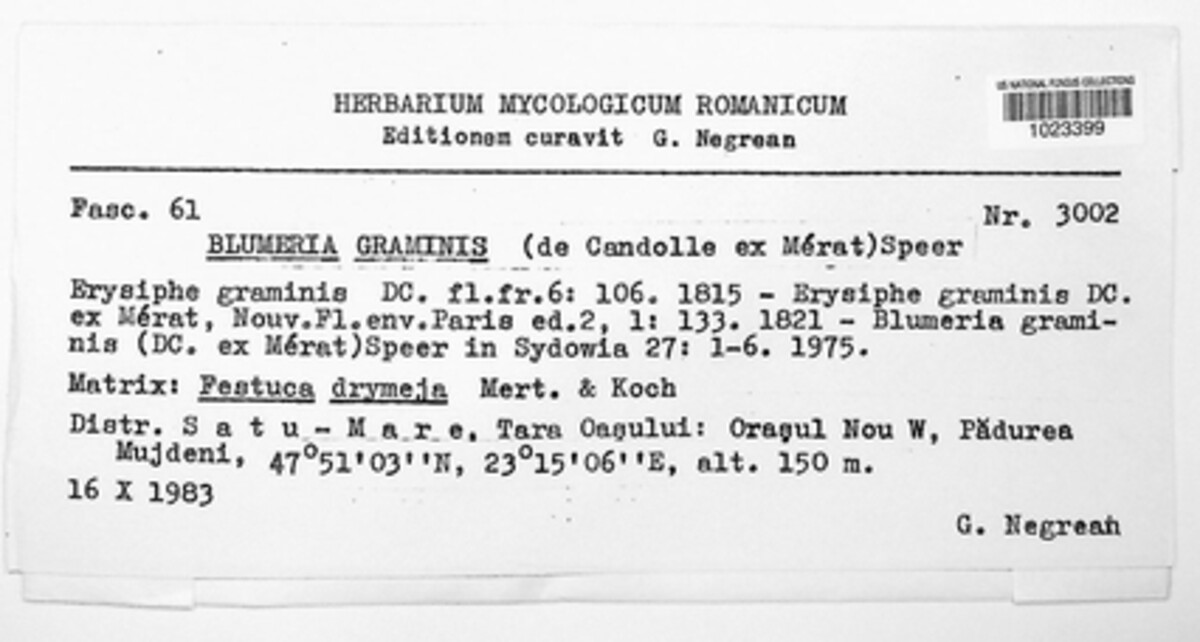 HERBARIUM MYCOLOGICUM ROMANICUM
Editionem curavit G. Negrean
US NATIONAL FUNGUS COLLECTIONS
1023399
Fasc. 61
Nr. 3002
BLUMERIA GRAMINIS (de Candolle ex Mérat)Speer
Erysiphe graminis DC. fl.fr.6: 106. 1815 - Erysiphe graminis DC.
ex Mérat, Nouv.Fl.env.Paris ed.2, 1: 133. 1821 - Blumeria grami-
nis (DC. ex Mérat)Speer in Sydowia 27: 1-6. 1975.
Matrix: Festuca drymeja Mert. & Koch
Distr. S a t u - M a r e, Tara Oaşului: Oraşul Nou W, Pădurea
Mujdeni, 47°51'03''N, 23°15'06''E, alt. 150 m.
16 X 1983
G. Negrean